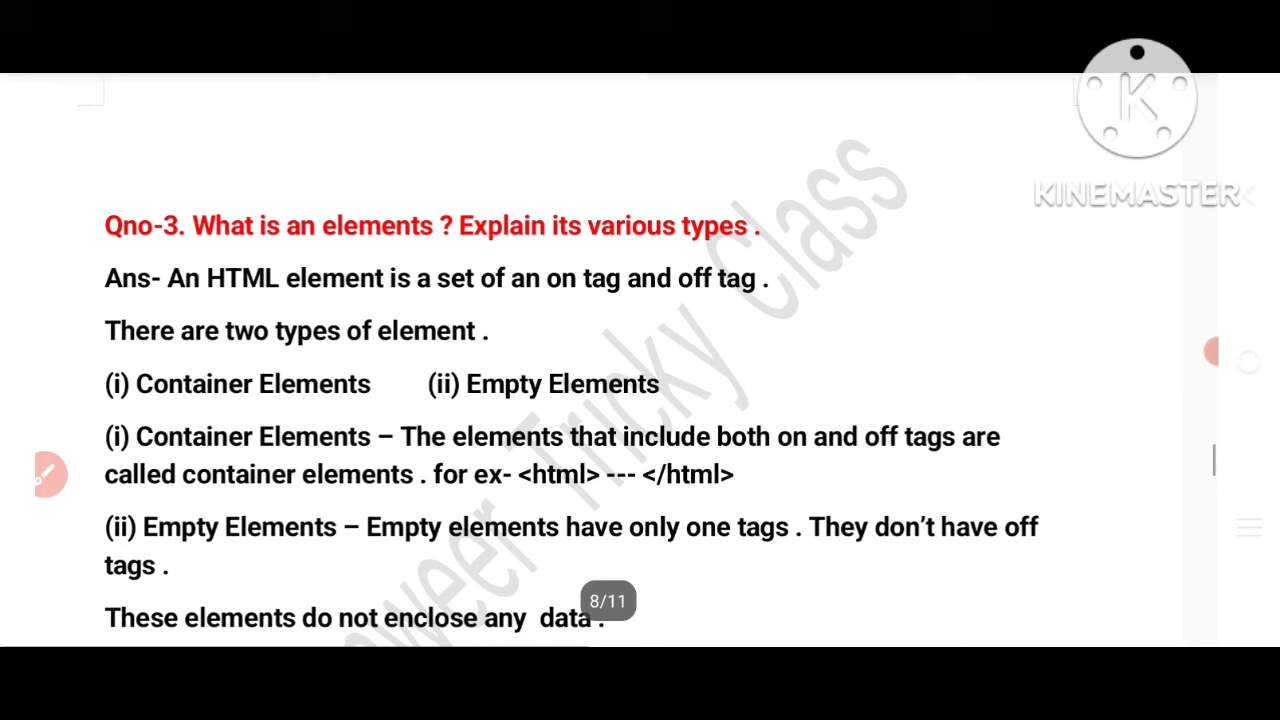 K
KINEMASTER
Qno-3. What is an elements ? Explain its various types .
Ans- An HTML element is a set of an on tag and off tag .
There are two types of element .
(i) Container Elements (ii) Empty Elements
(i) Container Elements – The elements that include both on and off tags are
called container elements . for ex- <html> --- </html>
(ii) Empty Elements – Empty elements have only one tags . They don’t have off
tags .
These elements do not enclose any data .
8/11
Tricky Class